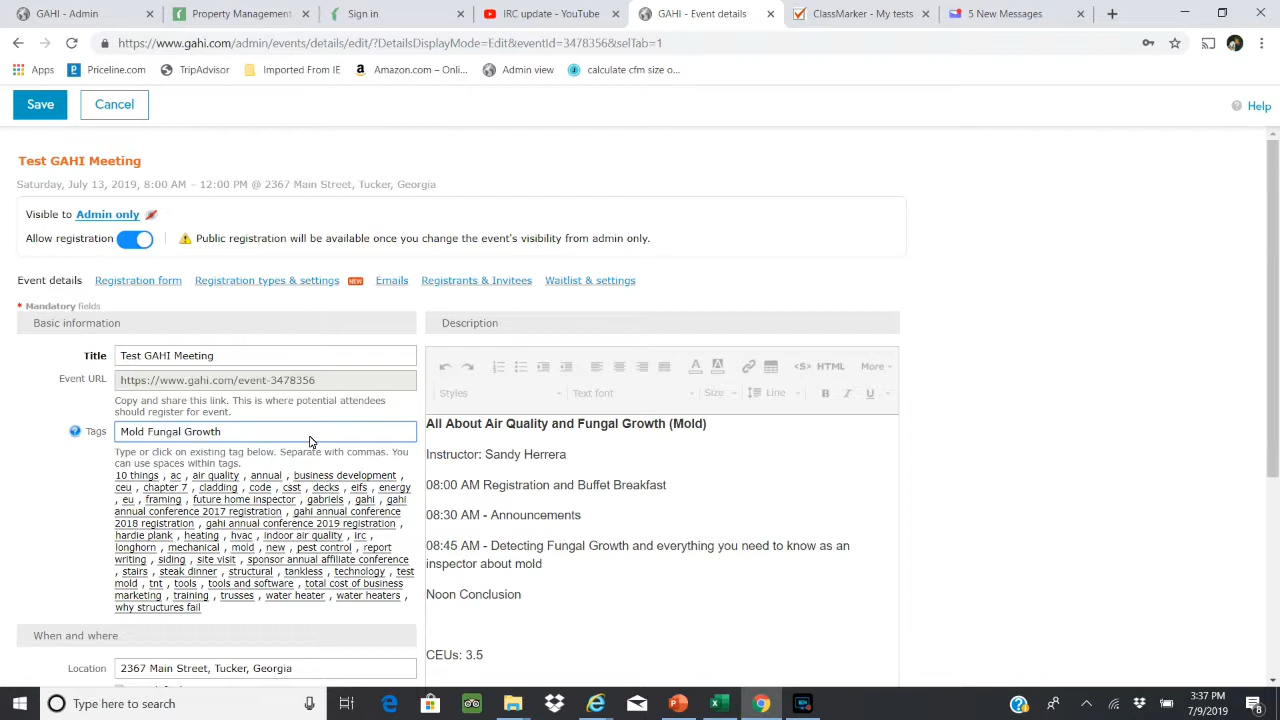 GAHI
Property Management
Sign in
IRC update - YouTube
GAHI - Event details
ClassMarker - My tests
5 New Messages
https://www.gahi.com/admin/events/details/edit/?DetailsDisplayMode=Edit&eventId=3478356&selTab=1
Apps
Priceline.com
TripAdvisor
Imported From IE
Amazon.com – Onli...
Admin view
calculate cfm size o...
Save
Cancel
Help
Test GAHI Meeting
Saturday, July 13, 2019, 8:00 AM – 12:00 PM @ 2367 Main Street, Tucker, Georgia
Visible to Admin only
Allow registration
Public registration will be available once you change the event's visibility from admin only.
Event details Registration form Registration types & settings NEW Emails Registrants & Invitees Waitlist & settings
* Mandatory fields
Basic information
Title Test GAHI Meeting
Event URL https://www.gahi.com/event-3478356
Copy and share this link. This is where potential attendees
should register for event.
Tags Mold Fungal Growth
Type or click on existing tag below. Separate with commas. You
can use spaces within tags.
10 things , ac , air quality , annual , business development ,
ceu , chapter 7 , cladding , code , csst , decks , eifs , energy
, eu , framing , future home inspector , gabriels , gahi , gahi
annual conference 2017 registration , gahi annual conference
2018 registration , gahi annual conference 2019 registration ,
hardie plank , heating , hvac , indoor air quality , irc ,
longhorn , mechanical , mold , new , pest control , report
writing , siding , site visit , sponsor annual affiliate conference
, stairs , steak dinner , structural , tankless , technology , test
mold , tnt , tools , tools and software , total cost of business
marketing , training , trusses , water heater , water heaters ,
why structures fail
When and where
Location 2367 Main Street, Tucker, Georgia
Description
<S> HTML More
Styles Text font Size Line B I U
All About Air Quality and Fungal Growth (Mold)
Instructor: Sandy Herrera
08:00 AM Registration and Buffet Breakfast
08:30 AM - Announcements
08:45 AM - Detecting Fungal Growth and everything you need to know as an
inspector about mold
Noon Conclusion
CEUs: 3.5
Type here to search
3:37 PM
7/9/2019
8